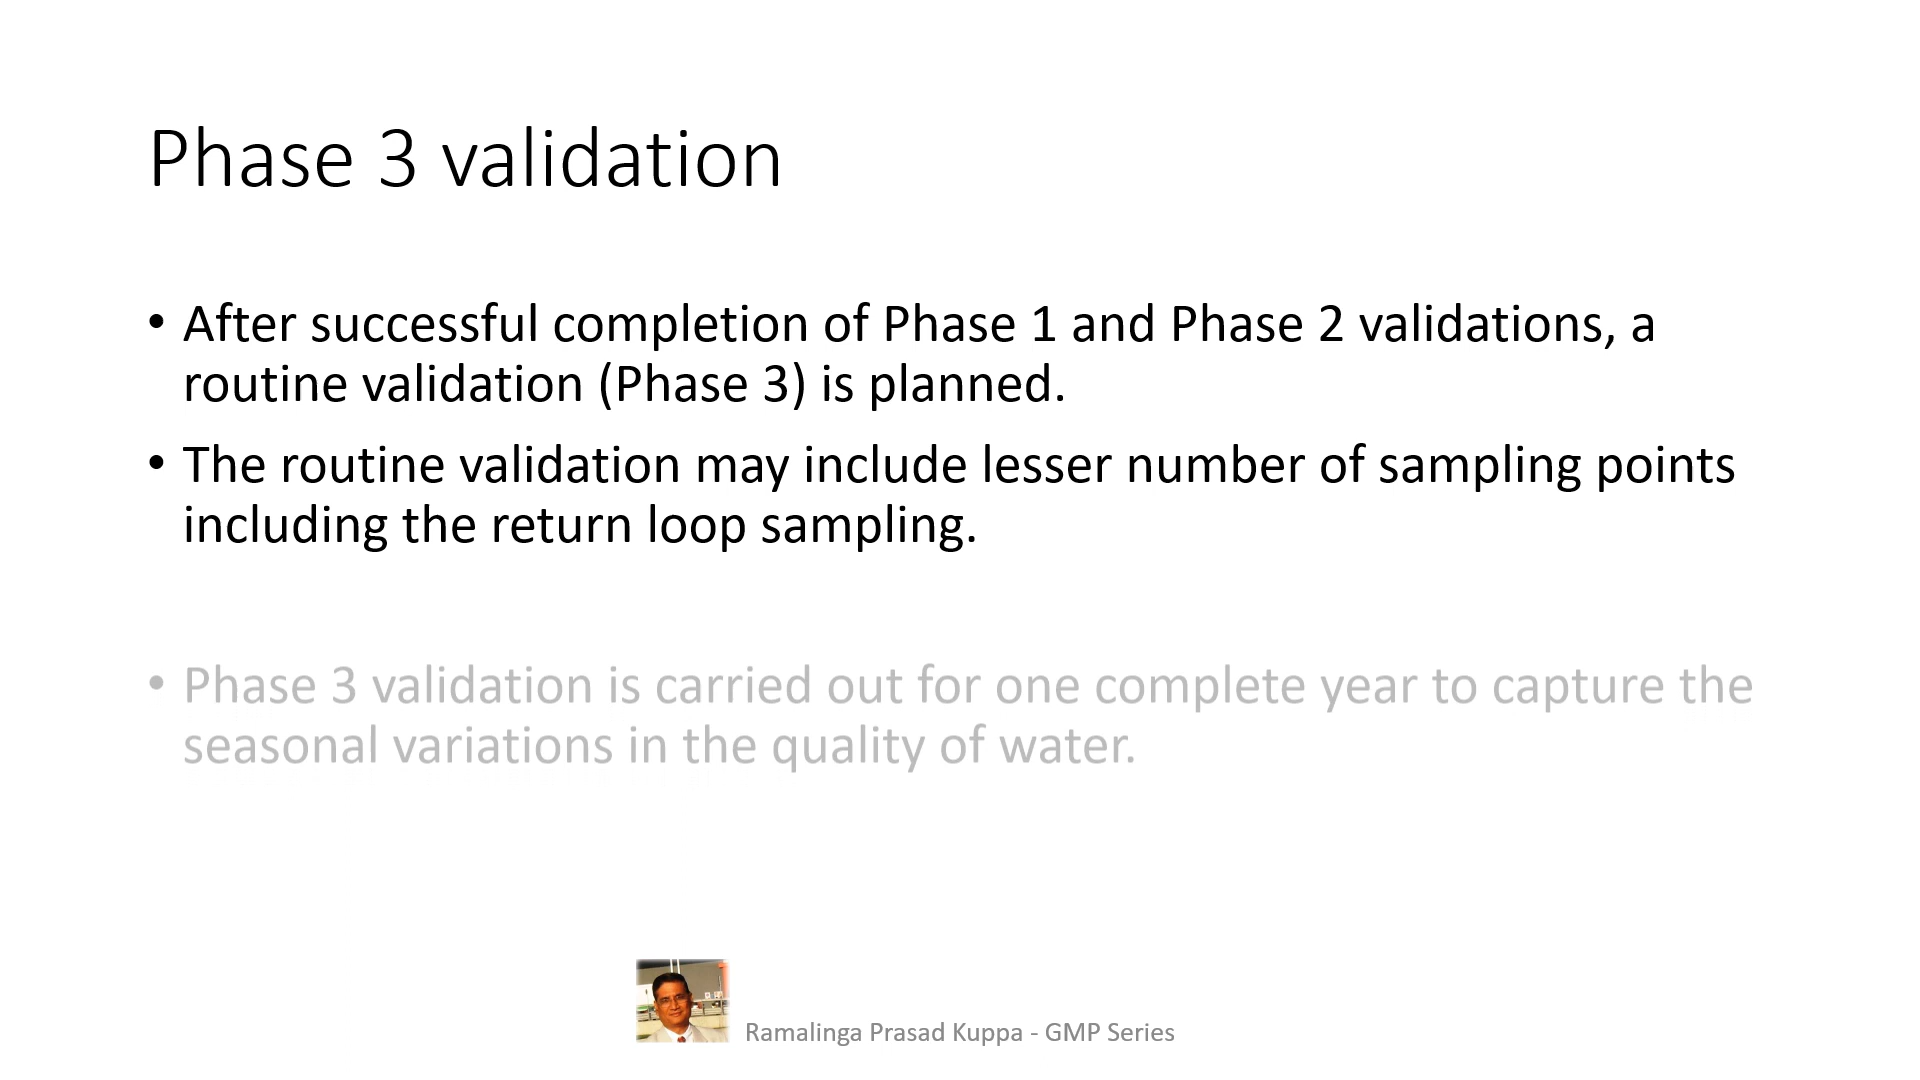 Phase 3 validation
• After successful completion of Phase 1 and Phase 2 validations, a
routine validation (Phase 3) is planned.
• The routine validation may include lesser number of sampling points
including the return loop sampling.
• Phase 3 validation is carried out for one complete year to capture the
seasonal variations in the quality of water.
Ramalinga Prasad Kuppa - GMP Series